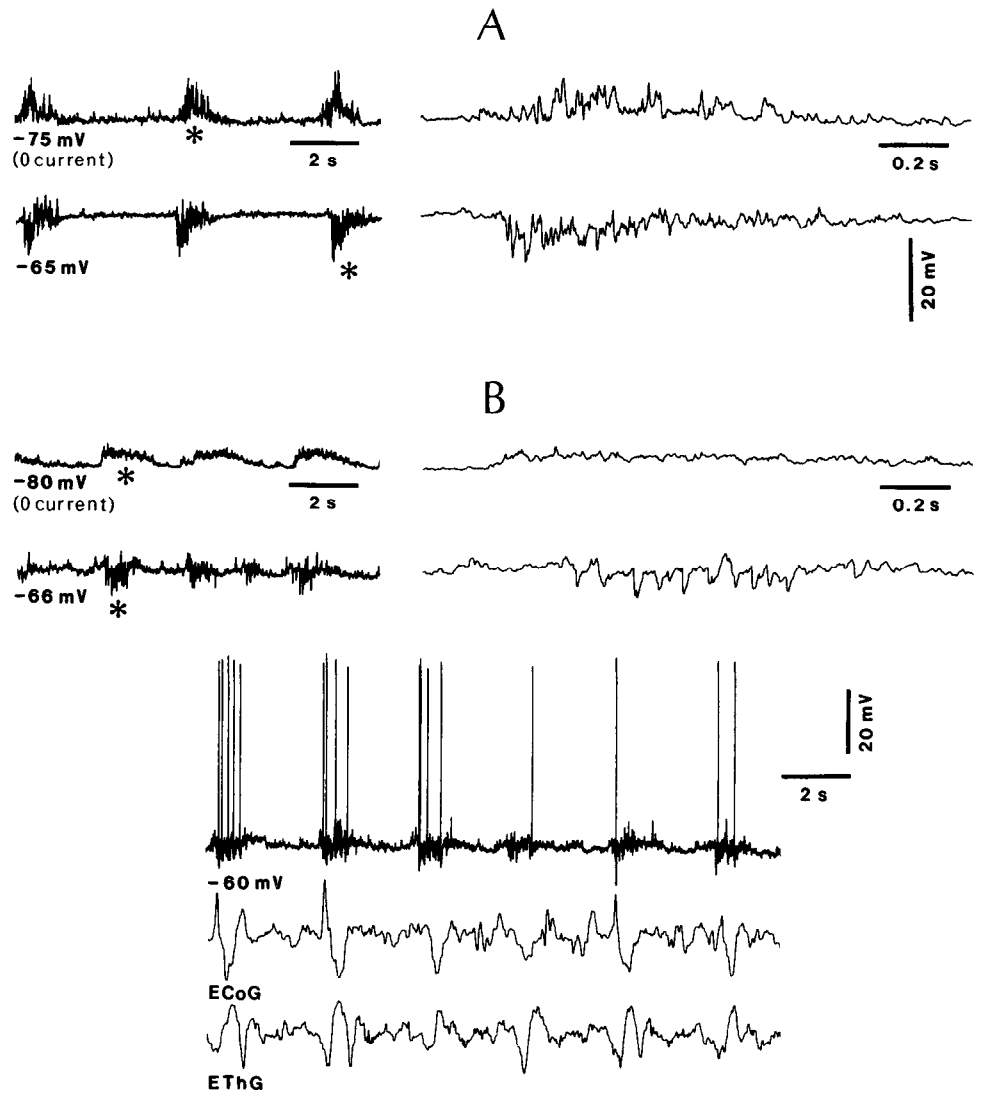 A
-75 mV
(0 current)
*
2 s
0.2 s
-65 mV
*
20 mV
B
-80 mV
(0 current)
*
2 s
0.2 s
-66 mV
*
20 mV
2 s
-60 mV
ECoG
EThG